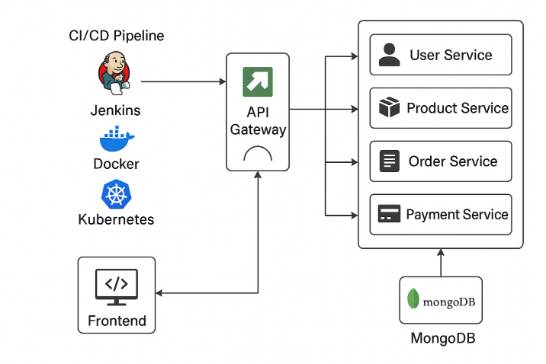 CI/CD Pipeline
Jenkins
Docker
Kubernetes
API
Gateway
User Service
Product Service
Order Service
Payment Service
</>
Frontend
mongoDB
MongoDB